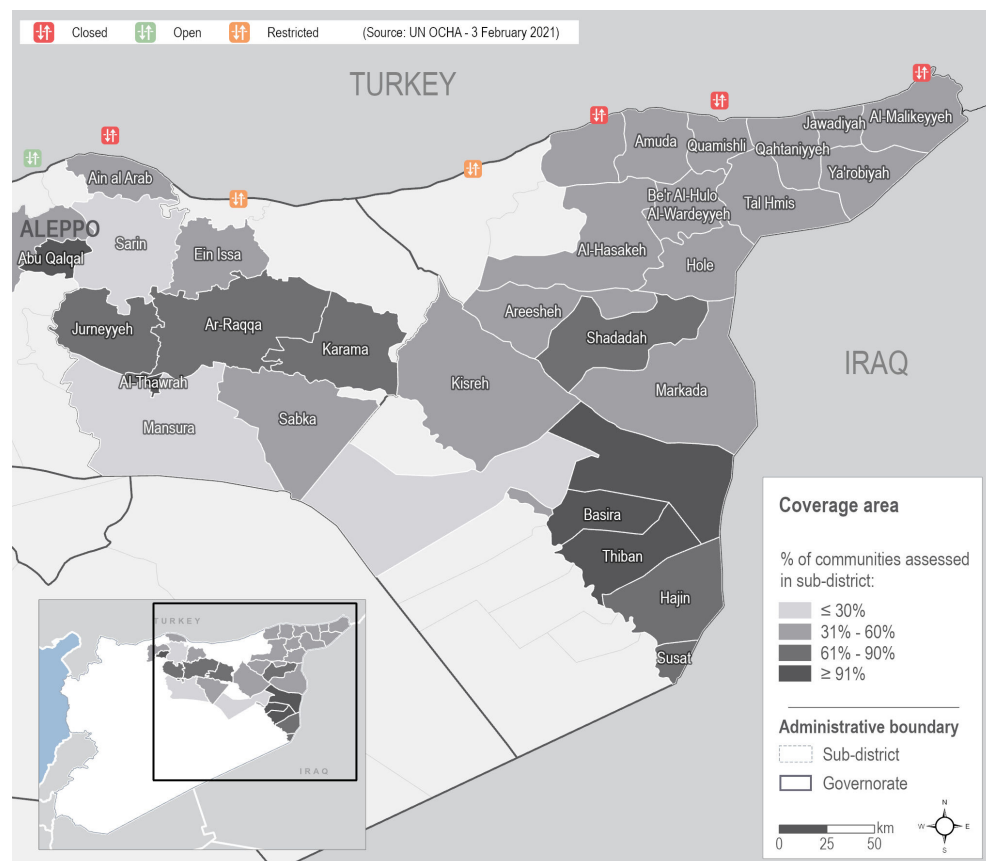 Closed Open Restricted (Source: UN OCHA - 3 February 2021)
TURKEY
Al-Malikeyyeh
Jawadiyah
Amuda
Quamishli
Qahtaniyyeh
Ya'robiyah
Ain al Arab
Be'r Al-Hulo
Al-Wardeyyeh
Tal Hmis
ALEPPO
Sarin
Abu Qalqal
Ein Issa
Al-Hasakeh
Hole
Areesheh
Jurneyyeh
Ar-Raqqa
Karama
Shadadah
IRAQ
Al-Thawrah
Kisreh
Markada
Mansura
Sabka
Basira
Thiban
Hajin
Susat
Coverage area
% of communities assessed
in sub-district:
≤ 30%
31% - 60%
61% - 90%
≥ 91%
Administrative boundary
Sub-district
Governorate
km
0 25 50
N
W E
S
TURKEY
IRAQ